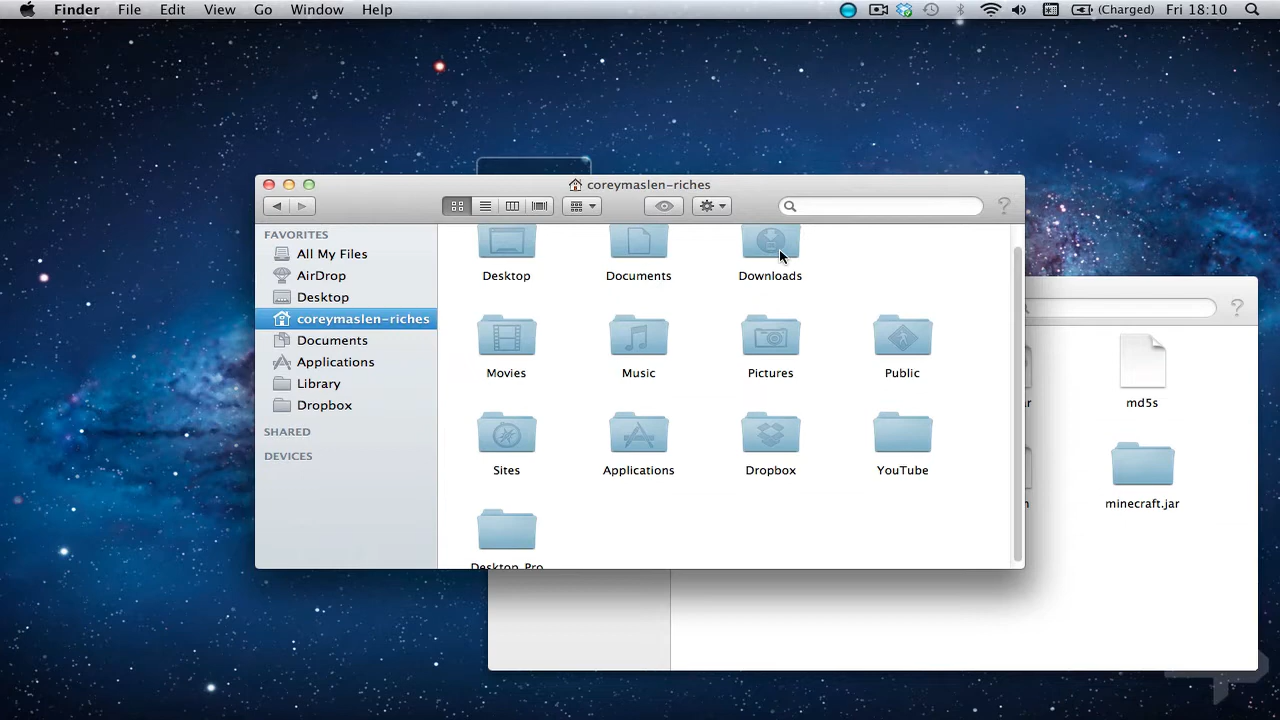 Finder File Edit View Go Window Help (Charged) Fri 18:10
coreymaslen-riches
?
FAVORITES
All My Files
AirDrop
Desktop
coreymaslen-riches
Documents
Applications
Library
Dropbox
SHARED
DEVICES
Desktop Documents Downloads
Movies Music Pictures Public
Sites Applications Dropbox YouTube
Desktop Pro
?
md5s
minecraft.jar